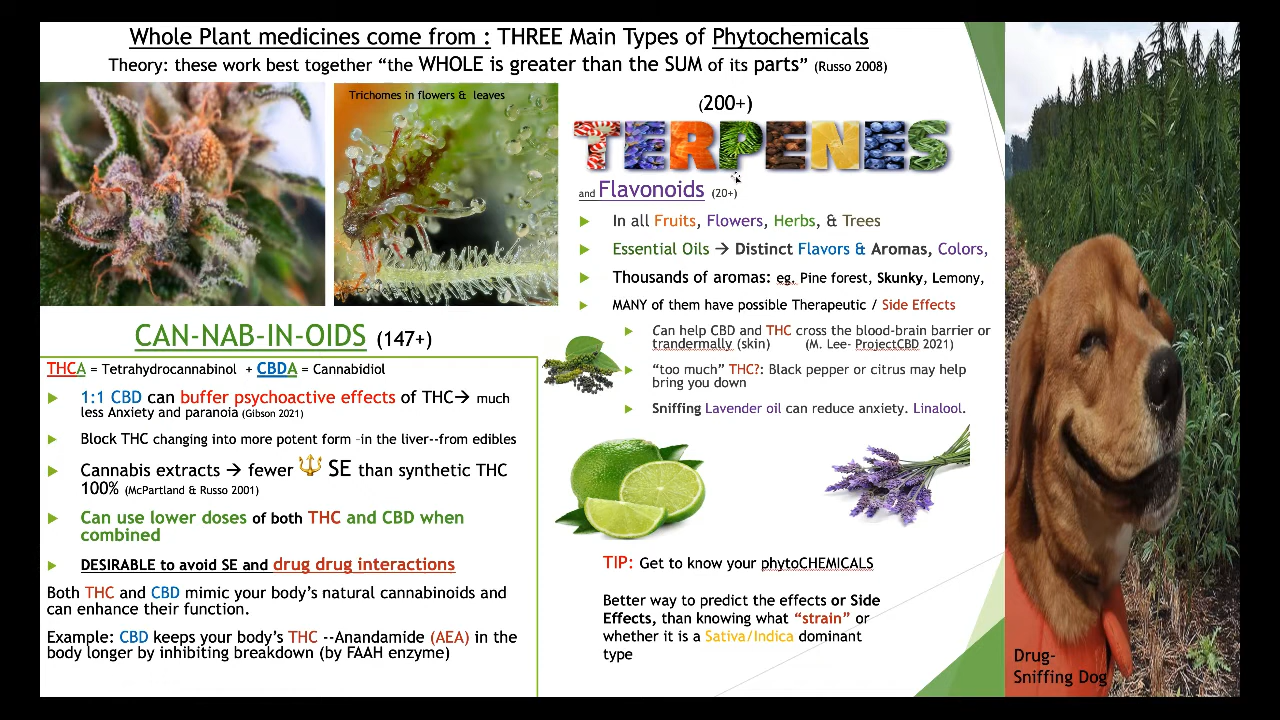 Whole Plant medicines come from : THREE Main Types of Phytochemicals
Theory: these work best together “the WHOLE is greater than the SUM of its parts” (Russo 2008)
Trichomes in flowers & leaves
CAN-NAB-IN-OIDS (147+)
THCA = Tetrahydrocannabinol + CBDA = Cannabidiol
1:1 CBD can buffer psychoactive effects of THC→ much
less Anxiety and paranoia (Gibson 2021)
Block THC changing into more potent form –in the liver--from edibles
Cannabis extracts → fewer 🔱 SE than synthetic THC
100% (McPartland & Russo 2001)
Can use lower doses of both THC and CBD when
combined
DESIRABLE to avoid SE and drug drug interactions
Both THC and CBD mimic your body’s natural cannabinoids and
can enhance their function.
Example: CBD keeps your body’s THC --Anandamide (AEA) in the
body longer by inhibiting breakdown (by FAAH enzyme)
(200+)
TERPENES
and Flavonoids (20+)
In all Fruits, Flowers, Herbs, & Trees
Essential Oils → Distinct Flavors & Aromas, Colors,
Thousands of aromas: eg. Pine forest, Skunky, Lemony,
MANY of them have possible Therapeutic / Side Effects
Can help CBD and THC cross the blood-brain barrier or
trandermally (skin) (M. Lee- ProjectCBD 2021)
“too much” THC?: Black pepper or citrus may help
bring you down
Sniffing Lavender oil can reduce anxiety. Linalool.
TIP: Get to know your phytoCHEMICALS
Better way to predict the effects or Side
Effects, than knowing what “strain” or
whether it is a Sativa/Indica dominant
type
Drug-
Sniffing Dog